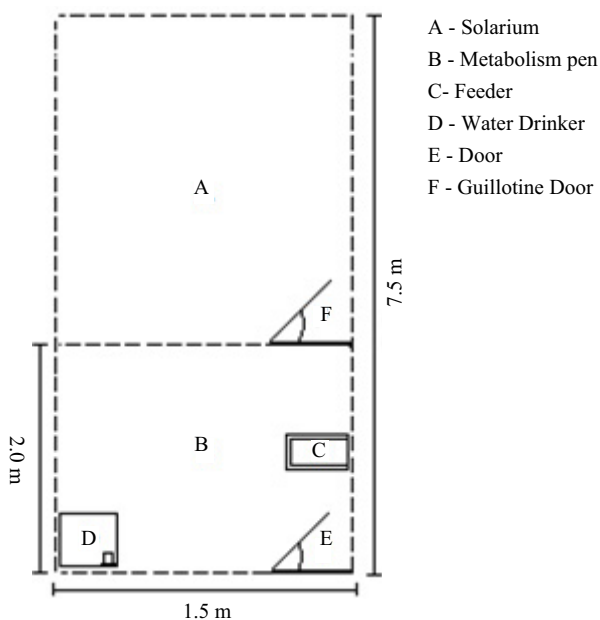 A - Solarium
B - Metabolism pen
C- Feeder
D - Water Drinker
E - Door
F - Guillotine Door
A
F
7.5 m
2.0 m
B
C
D
E
1.5 m